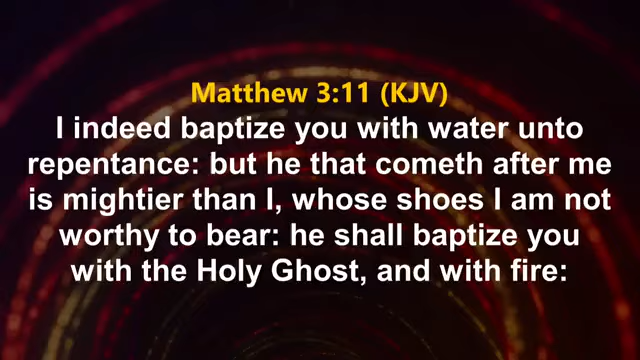 Matthew 3:11 (KJV)
I indeed baptize you with water unto
repentance: but he that cometh after me
is mightier than I, whose shoes I am not
worthy to bear: he shall baptize you
with the Holy Ghost, and with fire: